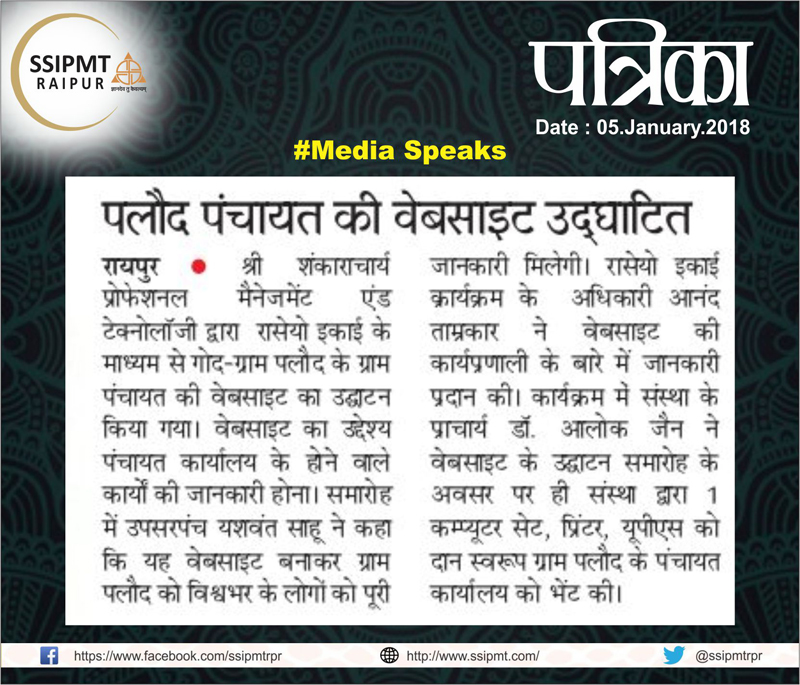 SSIPMT
RAIPUR
ज्ञानादेव तु कैवल्यम्
पत्रिका
Date : 05.January.2018
#Media Speaks
पलौद पंचायत की वेबसाइट उद्घाटित
रायपुर ● श्री शंकाराचार्य
प्रोफेशनल मैनेजमेंट एंड
टेक्नोलॉजी द्वारा रासेयो इकाई के
माध्यम से गोद-ग्राम पलौद के ग्राम
पंचायत की वेबसाइट का उद्घाटन
किया गया। वेबसाइट का उद्देश्य
पंचायत कार्यालय के होने वाले
कार्यों की जानकारी होना। समारोह
में उपसरपंच यशवंत साहू ने कहा
कि यह वेबसाइट बनाकर ग्राम
पलौद को विश्वभर के लोगों को पूरी
जानकारी मिलेगी। रासेयो इकाई
क्रार्यक्रम के अधिकारी आनंद
ताम्रकार ने वेबसाइट की
कार्यप्रणाली के बारे में जानकारी
प्रदान की। कार्यक्रम में संस्था के
प्राचार्य डॉ. आलोक जैन ने
वेबसाइट के उद्घाटन समारोह के
अवसर पर ही संस्था द्वारा 1
कम्प्यूटर सेट, प्रिंटर, यूपीएस को
दान स्वरूप ग्राम पलौद के पंचायत
कार्यालय को भेंट की।
https://www.facebook.com/ssipmtrpr
http://www.ssipmt.com/
@ssipmtrpr